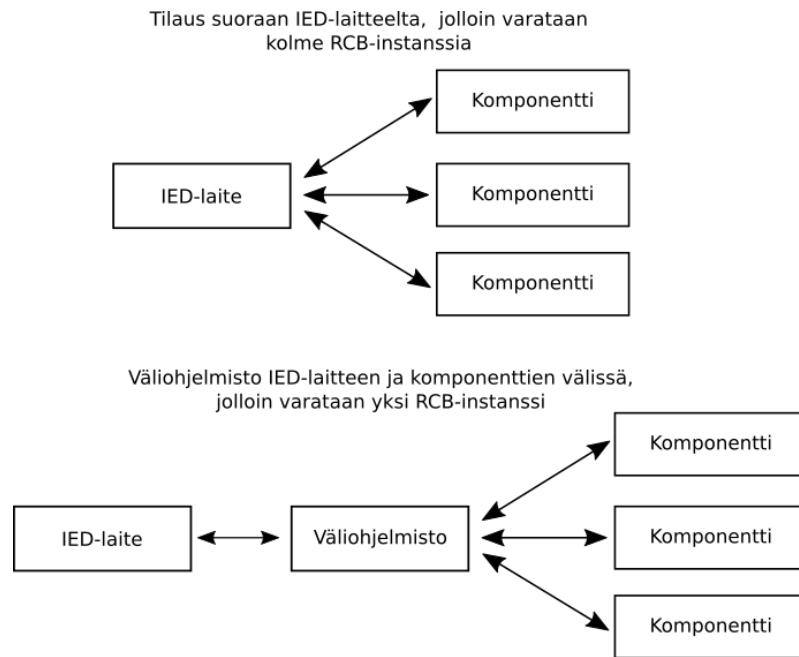 Tilaus suoraan IED-laitteelta, jolloin varataan
kolme RCB-instanssia
Komponentti
IED-laite
Komponentti
Komponentti
Väliohjelmisto IED-laitteen ja komponenttien välissä,
jolloin varataan yksi RCB-instanssi
Komponentti
IED-laite
Väliohjelmisto
Komponentti
Komponentti